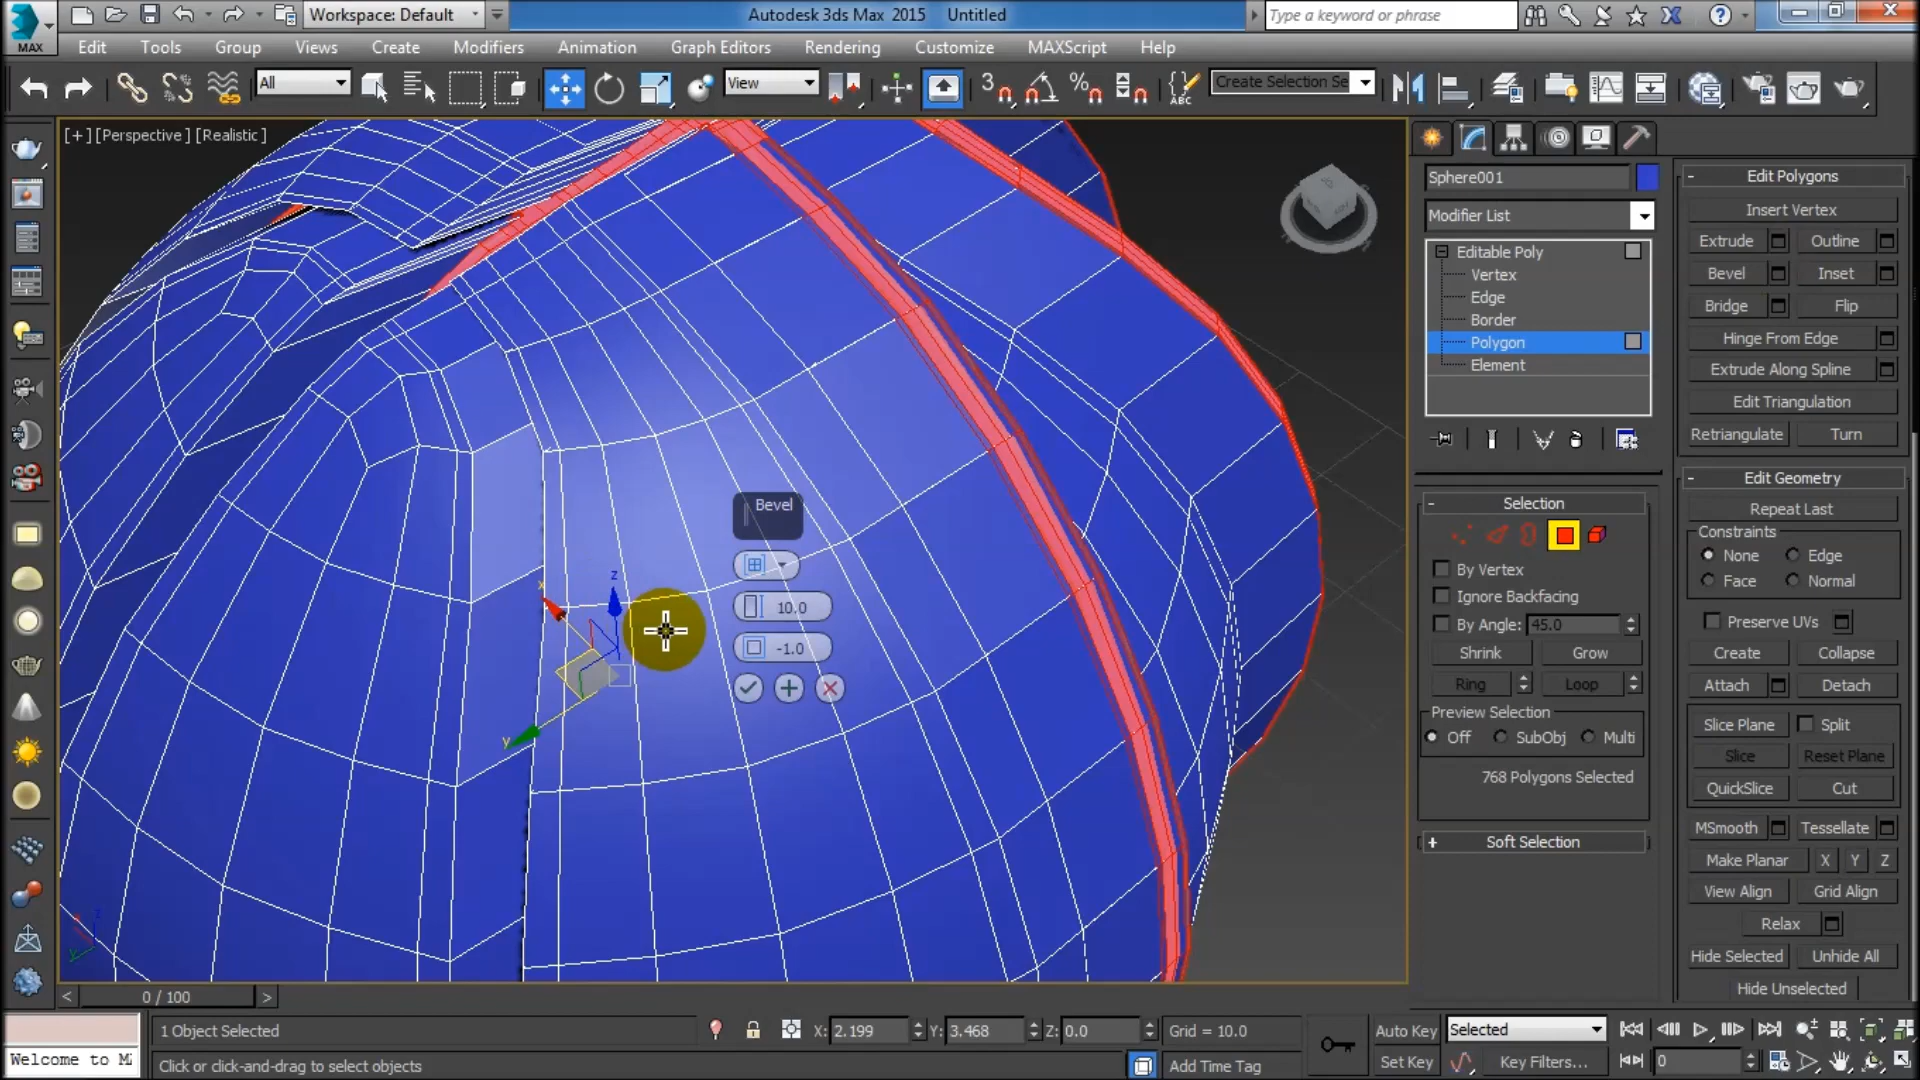 Workspace: Default
Autodesk 3ds Max 2015 Untitled
Type a keyword or phrase
MAX
Edit Tools Group Views Create Modifiers Animation Graph Editors Rendering Customize MAXScript Help
All
View
3
%
ABC
Create Selection Se
[+] [Perspective] [Realistic]
Sphere001
Modifier List
Editable Poly
Vertex
Edge
Border
Polygon
Element
Selection
By Vertex
Ignore Backfacing
By Angle: 45.0
Shrink Grow
Ring Loop
Preview Selection
Off SubObj Multi
768 Polygons Selected
Soft Selection
Edit Polygons
Insert Vertex
Extrude Outline
Bevel Inset
Bridge Flip
Hinge From Edge
Extrude Along Spline
Edit Triangulation
Retriangulate Turn
Edit Geometry
Repeat Last
Constraints
None Edge
Face Normal
Preserve UVs
Create Collapse
Attach Detach
Slice Plane Split
Slice Reset Plane
QuickSlice Cut
MSmooth Tessellate
Make Planar X Y Z
View Align Grid Align
Relax
Hide Selected Unhide All
Hide Unselected
Bevel
10.0
-1.0
x
z
y
z
y
< 0 / 100 >
1 Object Selected
X: 2.199 Y: 3.468 Z: 0.0
Grid = 10.0
Auto Key Selected
Welcome to M
Click or click-and-drag to select objects
Add Time Tag
Set Key Key Filters...
0